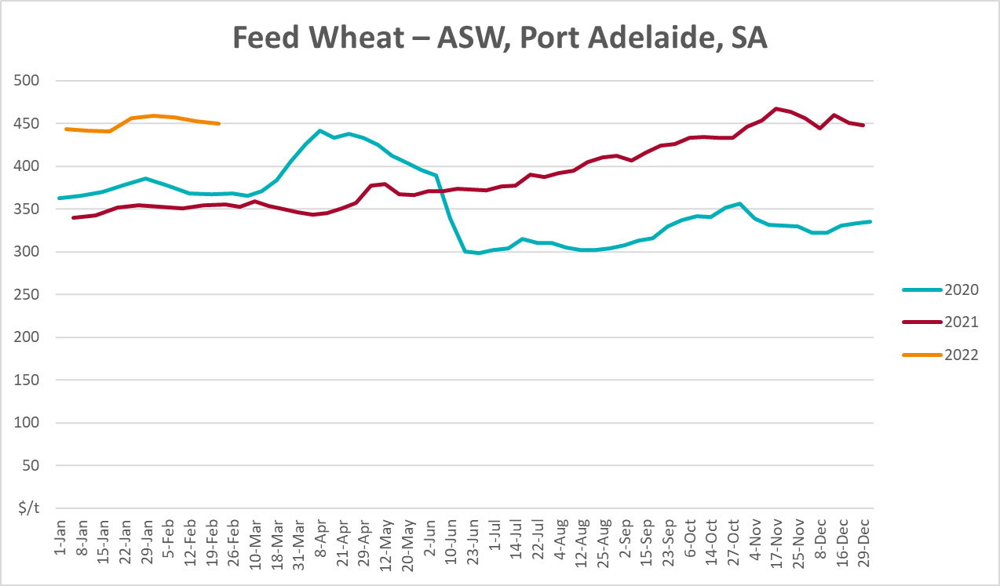 Feed Wheat – ASW, Port Adelaide, SA
500
450
400
350
300
250
200
150
100
50
$/t
1-Jan
8-Jan
15-Jan
22-Jan
29-Jan
5-Feb
12-Feb
19-Feb
26-Feb
10-Mar
18-Mar
31-Mar
8-Apr
21-Apr
29-Apr
12-May
20-May
2-Jun
10-Jun
23-Jun
1-Jul
14-Jul
22-Jul
4-Aug
12-Aug
25-Aug
2-Sep
15-Sep
23-Sep
6-Oct
14-Oct
27-Oct
4-Nov
17-Nov
25-Nov
8-Dec
16-Dec
29-Dec
2020
2021
2022